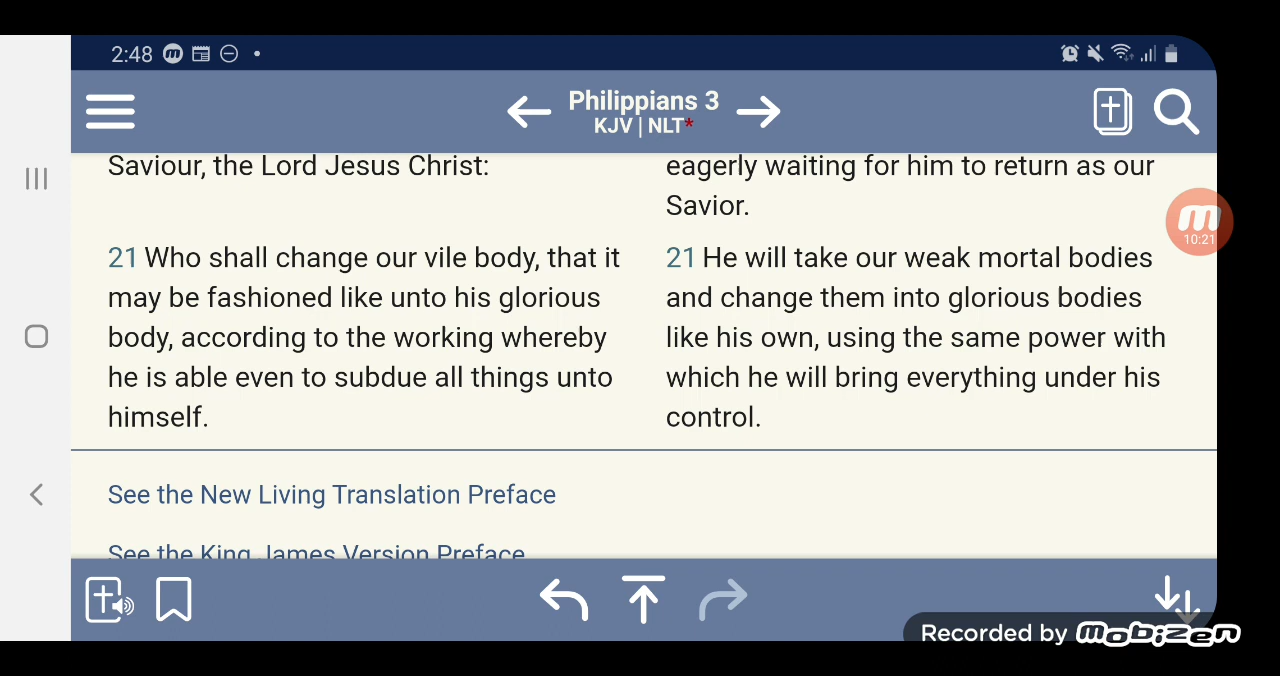 2:48
Philippians 3
KJV | NLT*
Saviour, the Lord Jesus Christ:
21 Who shall change our vile body, that it
may be fashioned like unto his glorious
body, according to the working whereby
he is able even to subdue all things unto
himself.
eagerly waiting for him to return as our
Savior.
21 He will take our weak mortal bodies
and change them into glorious bodies
like his own, using the same power with
which he will bring everything under his
control.
10:21
See the New Living Translation Preface
See the King James Version Preface
Recorded by mobizen